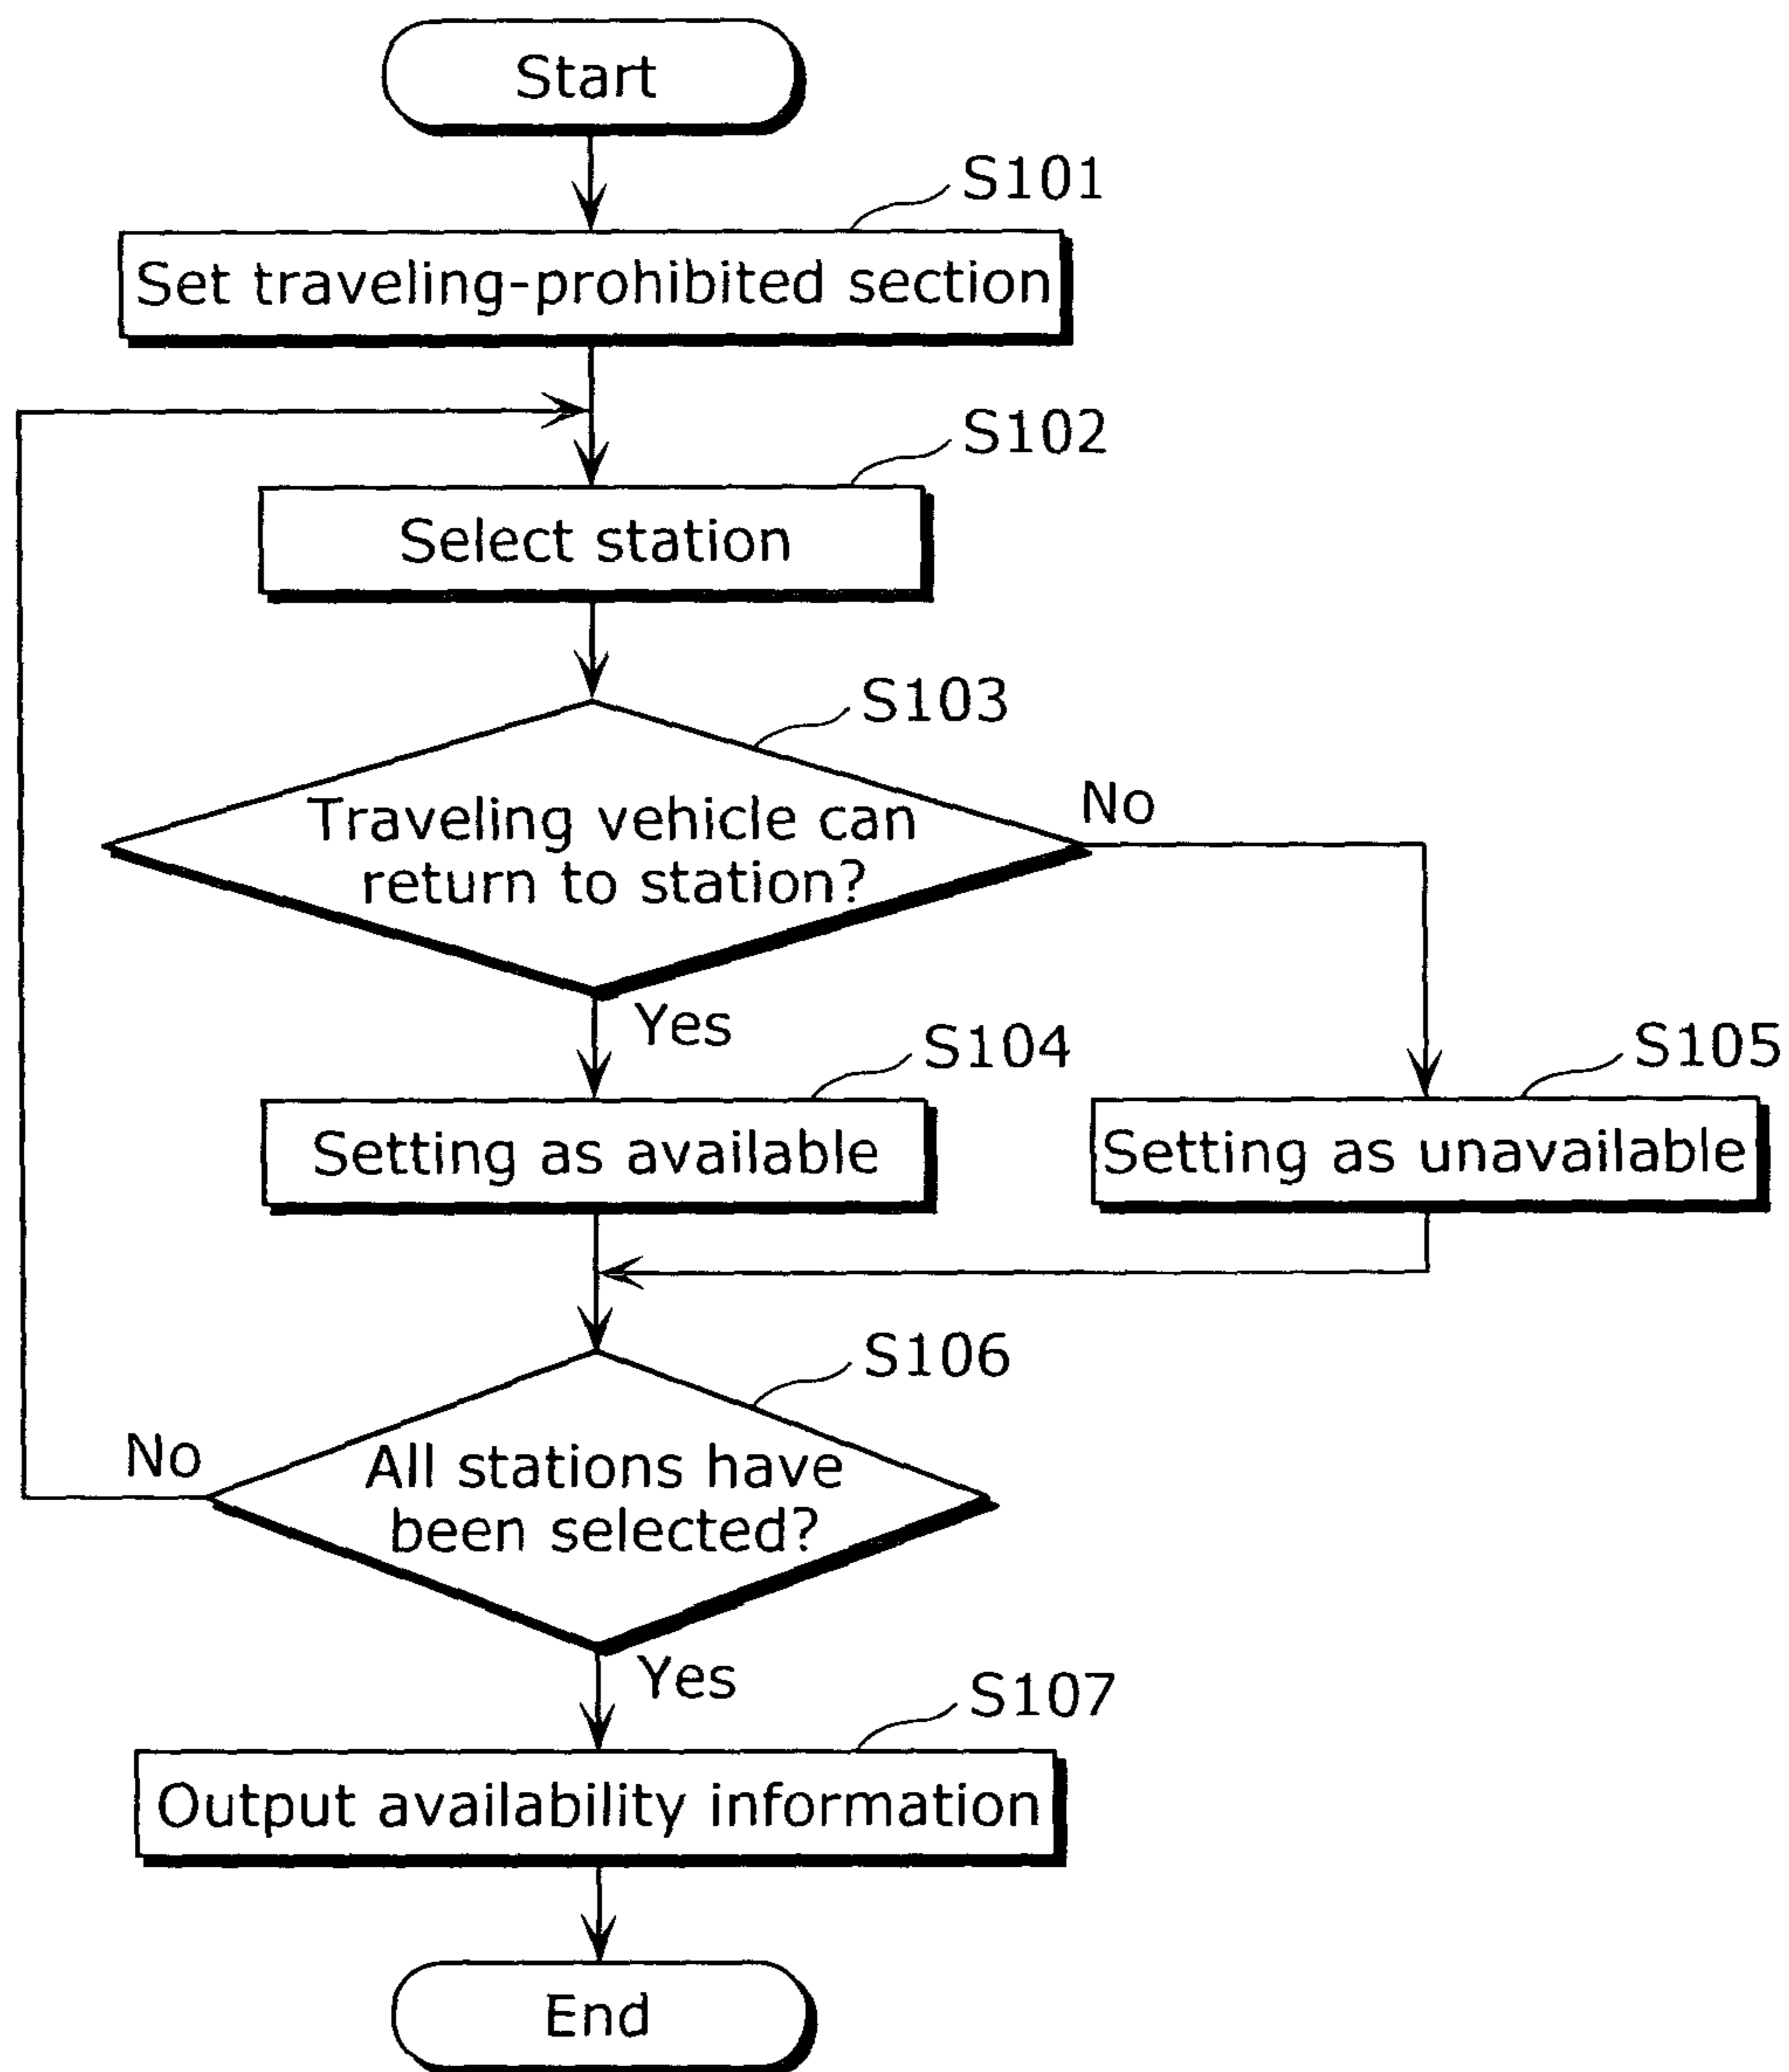 Start
S101
Set traveling-prohibited section
S102
Select station
S103
Traveling vehicle can
return to station?
No
Yes
S104
Setting as available
S105
Setting as unavailable
S106
All stations have
been selected?
No
Yes
S107
Output availability information
End